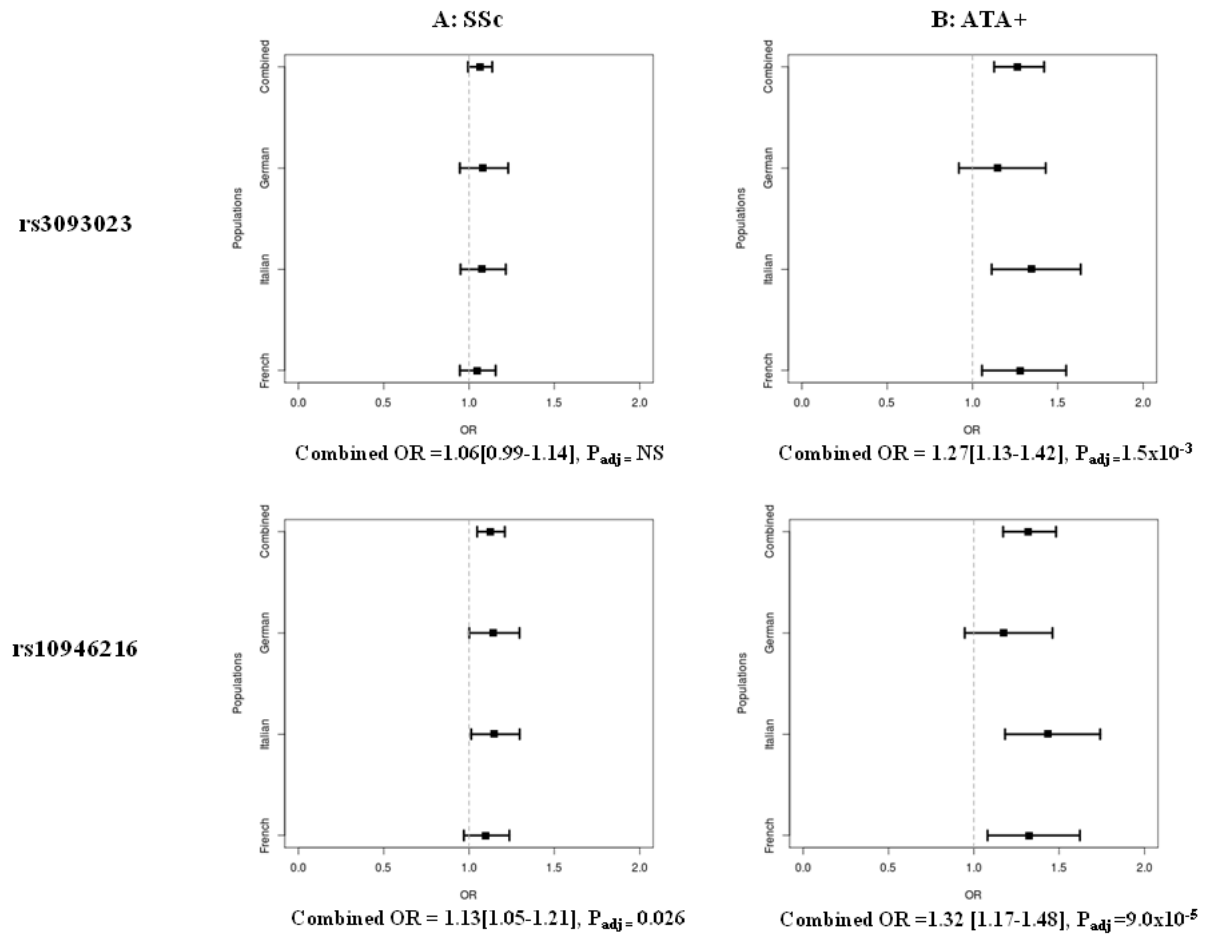 A: SSc
B: ATA+
rs3093023
Populations
Combined
German
Italian
French
0.0 0.5 1.0 1.5 2.0
OR
Combined OR =1.06[0.99-1.14], Padj= NS
Populations
Combined
German
Italian
French
0.0 0.5 1.0 1.5 2.0
OR
Combined OR = 1.27[1.13-1.42], Padj=1.5x10-3
rs10946216
Populations
Combined
German
Italian
French
0.0 0.5 1.0 1.5 2.0
OR
Combined OR = 1.13[1.05-1.21], Padj= 0.026
Populations
Combined
German
Italian
French
0.0 0.5 1.0 1.5 2.0
OR
Combined OR =1.32 [1.17-1.48], Padj=9.0x10-5